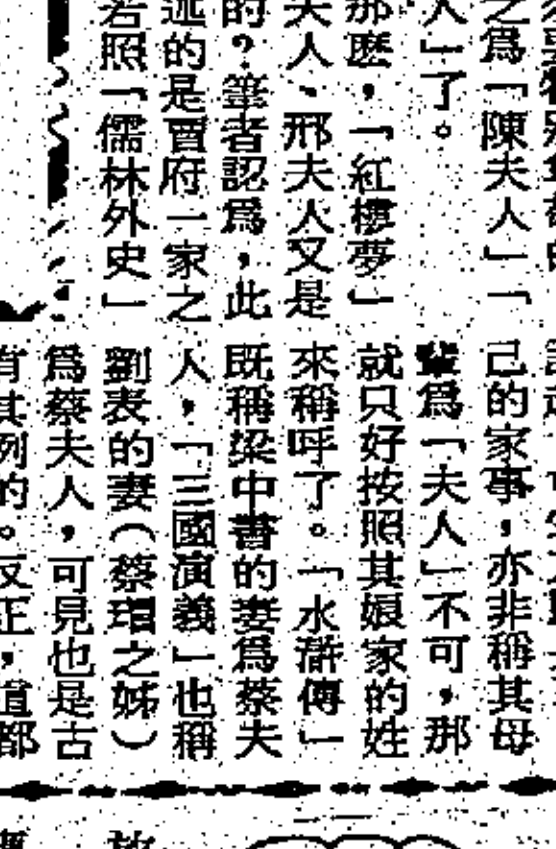 之爲「陳夫人」「
人」了。
那麽，「紅樓夢」
夫人、邢夫人又是
的？筆者認爲，此
述的是賈府一家之
若照「儒林外史」
己的家事，亦非稱其母
輩爲「夫人」不可，那
就只好按照其娘家的姓
來稱呼了。「水滸傳」
既稱梁中書的妻爲蔡夫
人，「三國演義」也稱
劉表的妻（蔡瑁之姊）
爲蔡夫人，可見也是古
有其例的。反正，道都